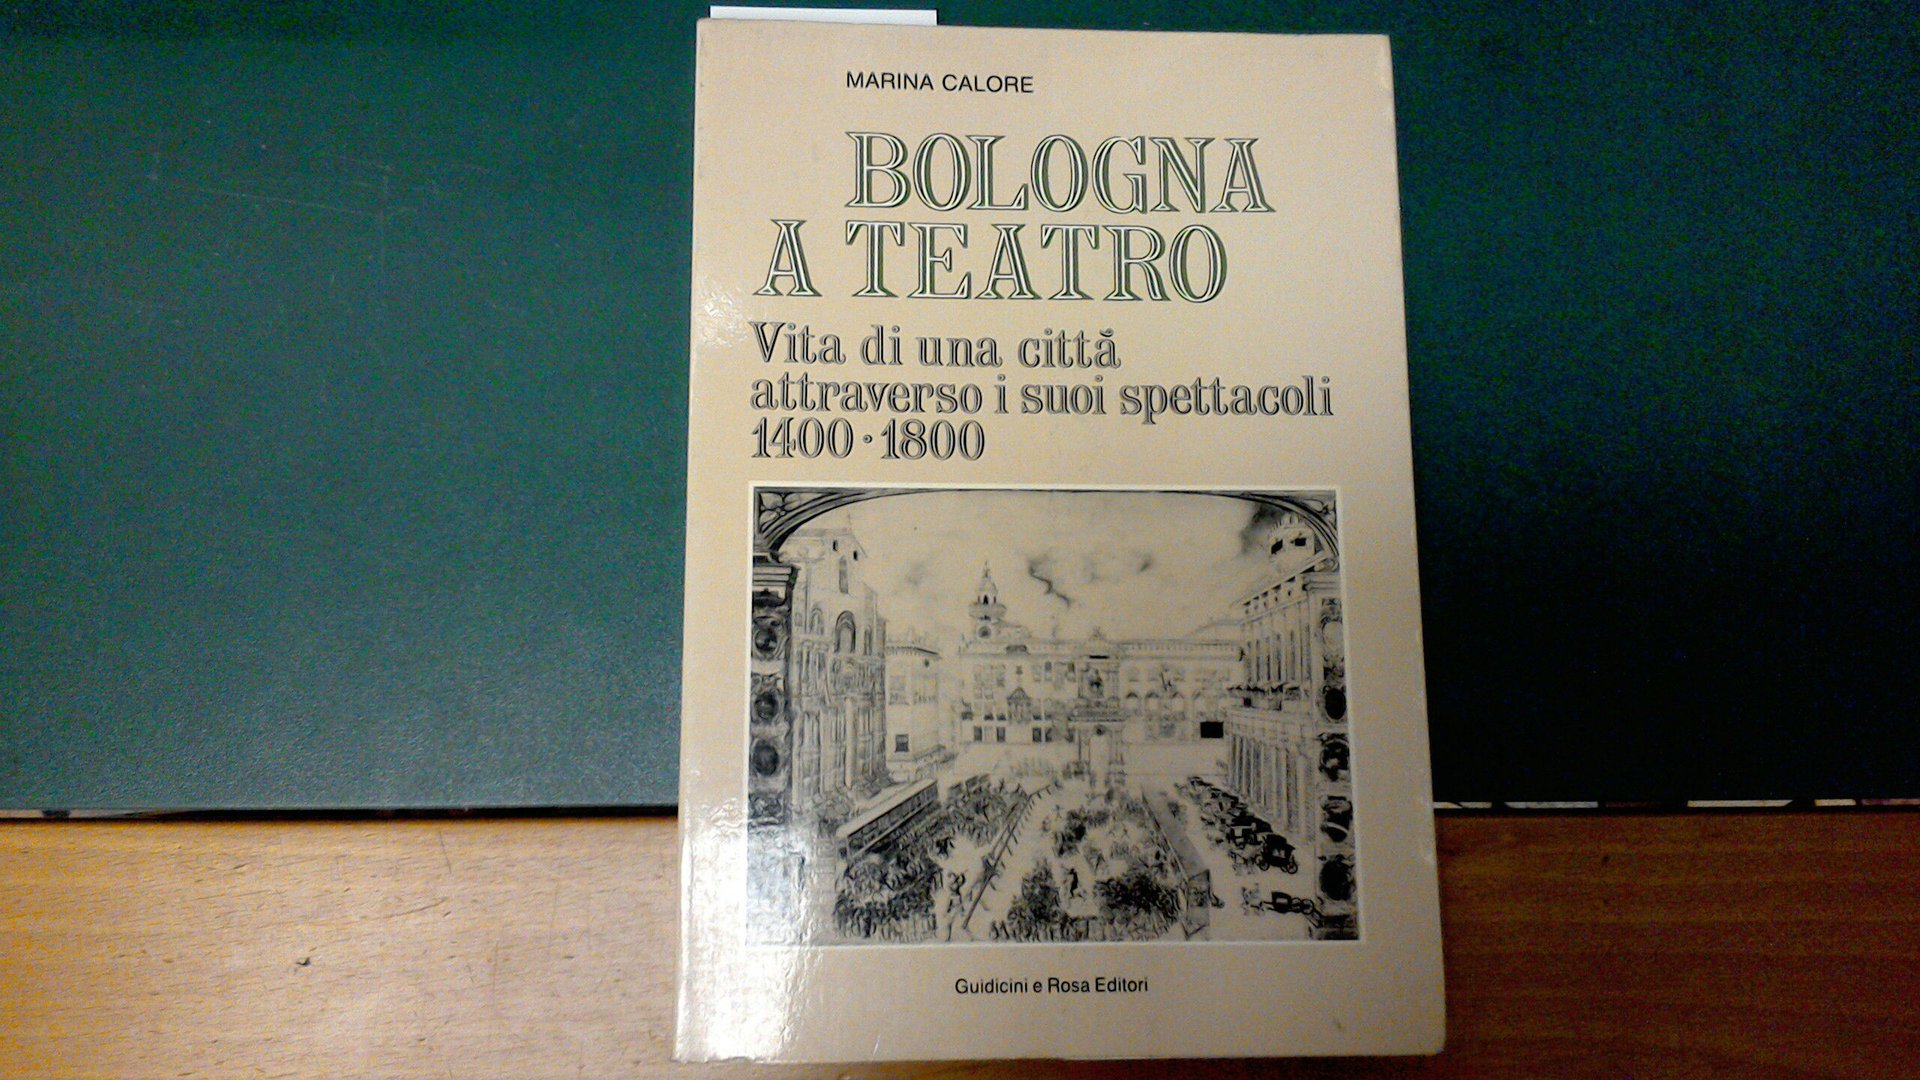 MARINA CALORE
BOLOGNA
A TEATRO
Vita di una città
attraverso i suoi spettacoli
1400 · 1800
Guidicini e Rosa Editori